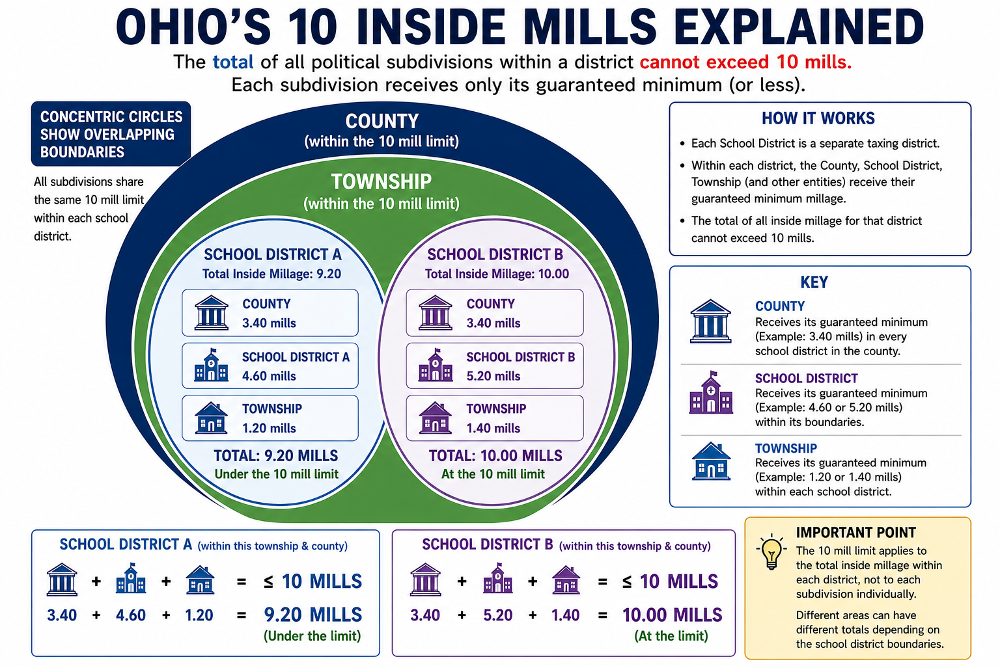 OHIO'S 10 INSIDE MILLS EXPLAINED
The total of all political subdivisions within a district cannot exceed 10 mills.
Each subdivision receives only its guaranteed minimum (or less).
CONCENTRIC CIRCLES
SHOW OVERLAPPING
BOUNDARIES
All subdivisions share
the same 10 mill limit
within each school
district.
COUNTY
(within the 10 mill limit)
TOWNSHIP
(within the 10 mill limit)
SCHOOL DISTRICT A
Total Inside Millage: 9.20
COUNTY
3.40 mills
SCHOOL DISTRICT A
4.60 mills
TOWNSHIP
1.20 mills
TOTAL: 9.20 MILLS
Under the 10 mill limit
SCHOOL DISTRICT B
Total Inside Millage: 10.00
COUNTY
3.40 mills
SCHOOL DISTRICT B
5.20 mills
TOWNSHIP
1.40 mills
TOTAL: 10.00 MILLS
At the 10 mill limit
HOW IT WORKS
• Each School District is a separate taxing district.
• Within each district, the County, School District,
Township (and other entities) receive their
guaranteed minimum millage.
• The total of all inside millage for that district
cannot exceed 10 mills.
KEY
COUNTY
Receives its guaranteed minimum
(Example: 3.40 mills) in every
school district in the county.
SCHOOL DISTRICT
Receives its guaranteed minimum
(Example: 4.60 or 5.20 mills)
within its boundaries.
TOWNSHIP
Receives its guaranteed minimum
(Example: 1.20 or 1.40 mills)
within each school district.
SCHOOL DISTRICT A (within this township & county)
+ + = ≤ 10 MILLS
3.40 + 4.60 + 1.20 = 9.20 MILLS
(Under the limit)
SCHOOL DISTRICT B (within this township & county)
+ + = ≤ 10 MILLS
3.40 + 5.20 + 1.40 = 10.00 MILLS
(At the limit)
IMPORTANT POINT
The 10 mill limit applies to
the total inside millage within
each district, not to each
subdivision individually.
Different areas can have
different totals depending on
the school district boundaries.